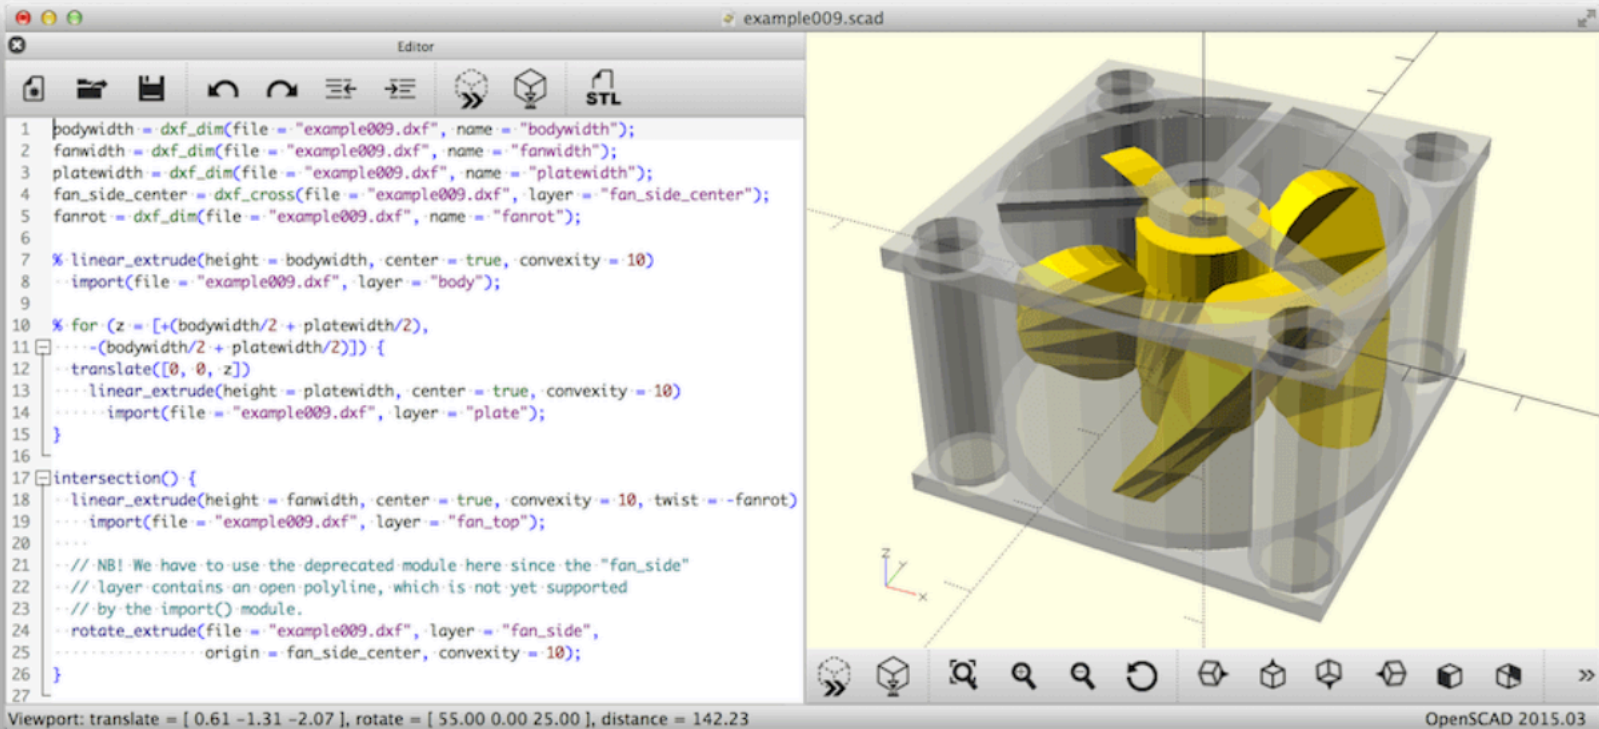 example009.scad
Editor
STL
1 bodywidth = dxf_dim(file = "example009.dxf", name = "bodywidth");
2 fanwidth = dxf_dim(file = "example009.dxf", name = "fanwidth");
3 platewidth = dxf_dim(file = "example009.dxf", name = "platewidth");
4 fan_side_center = dxf_cross(file = "example009.dxf", layer = "fan_side_center");
5 fanrot = dxf_dim(file = "example009.dxf", name = "fanrot");
6
7 % linear_extrude(height = bodywidth, center = true, convexity = 10)
8 import(file = "example009.dxf", layer = "body");
9
10 % for (z = [+(bodywidth/2 + platewidth/2),
11 -(bodywidth/2 + platewidth/2)]) {
12 translate([0, 0, z])
13 linear_extrude(height = platewidth, center = true, convexity = 10)
14 import(file = "example009.dxf", layer = "plate");
15 }
16
17 intersection() {
18 linear_extrude(height = fanwidth, center = true, convexity = 10, twist = -fanrot)
19 import(file = "example009.dxf", layer = "fan_top");
20
21 // NB! We have to use the deprecated module here since the "fan_side"
22 // layer contains an open polyline, which is not yet supported
23 // by the import() module.
24 rotate_extrude(file = "example009.dxf", layer = "fan_side",
25 origin = fan_side_center, convexity = 10);
26 }
27
Z
Y
X
Viewport: translate = [ 0.61 -1.31 -2.07 ], rotate = [ 55.00 0.00 25.00 ], distance = 142.23
OpenSCAD 2015.03